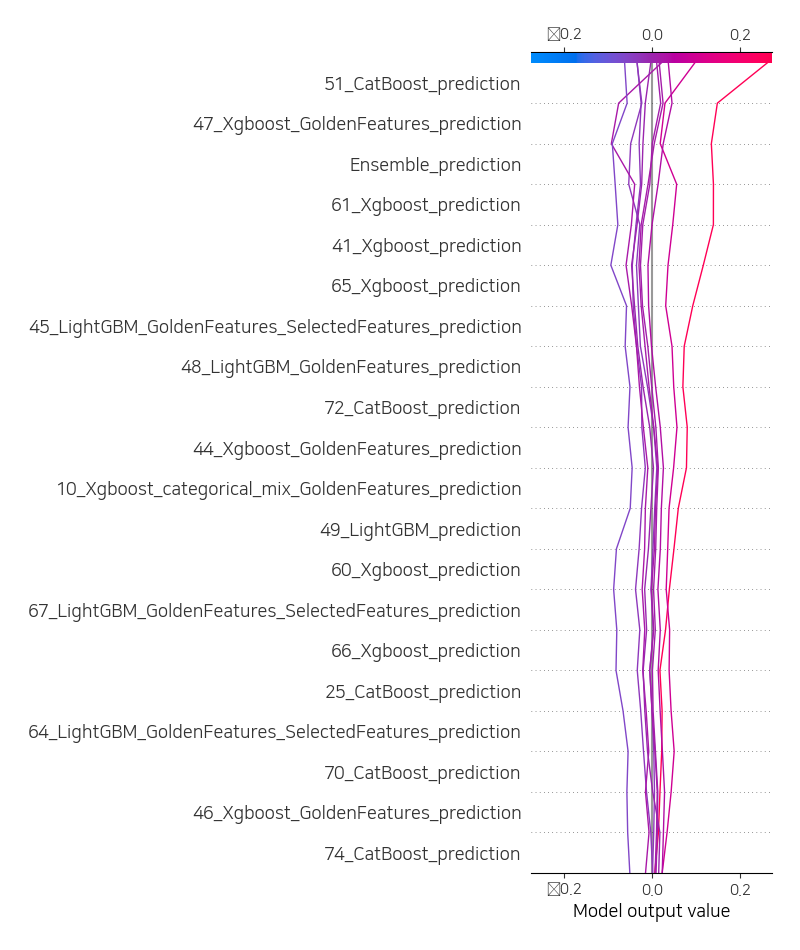 0.2 0.0 0.2
51_CatBoost_prediction
47_Xgboost_GoldenFeatures_prediction
Ensemble_prediction
61_Xgboost_prediction
41_Xgboost_prediction
65_Xgboost_prediction
45_LightGBM_GoldenFeatures_SelectedFeatures_prediction
48_LightGBM_GoldenFeatures_prediction
72_CatBoost_prediction
44_Xgboost_GoldenFeatures_prediction
10_Xgboost_categorical_mix_GoldenFeatures_prediction
49_LightGBM_prediction
60_Xgboost_prediction
67_LightGBM_GoldenFeatures_SelectedFeatures_prediction
66_Xgboost_prediction
25_CatBoost_prediction
64_LightGBM_GoldenFeatures_SelectedFeatures_prediction
70_CatBoost_prediction
46_Xgboost_GoldenFeatures_prediction
74_CatBoost_prediction
0.2 0.0 0.2
Model output value